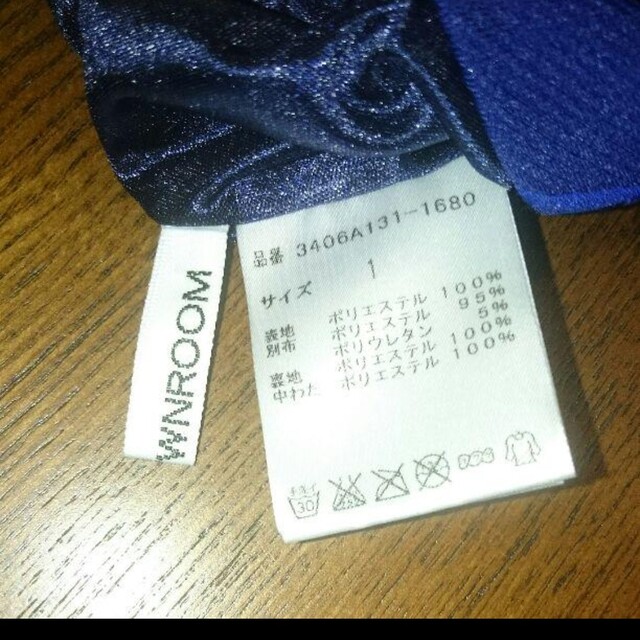 WNROOM
品番 3406A131-1680
サイズ 1
表地 ポリエステル 100%
別布 ポリエステル 95%
ポリウレタン 5%
裏地 ポリエステル 100%
中わた ポリエステル 100%
30